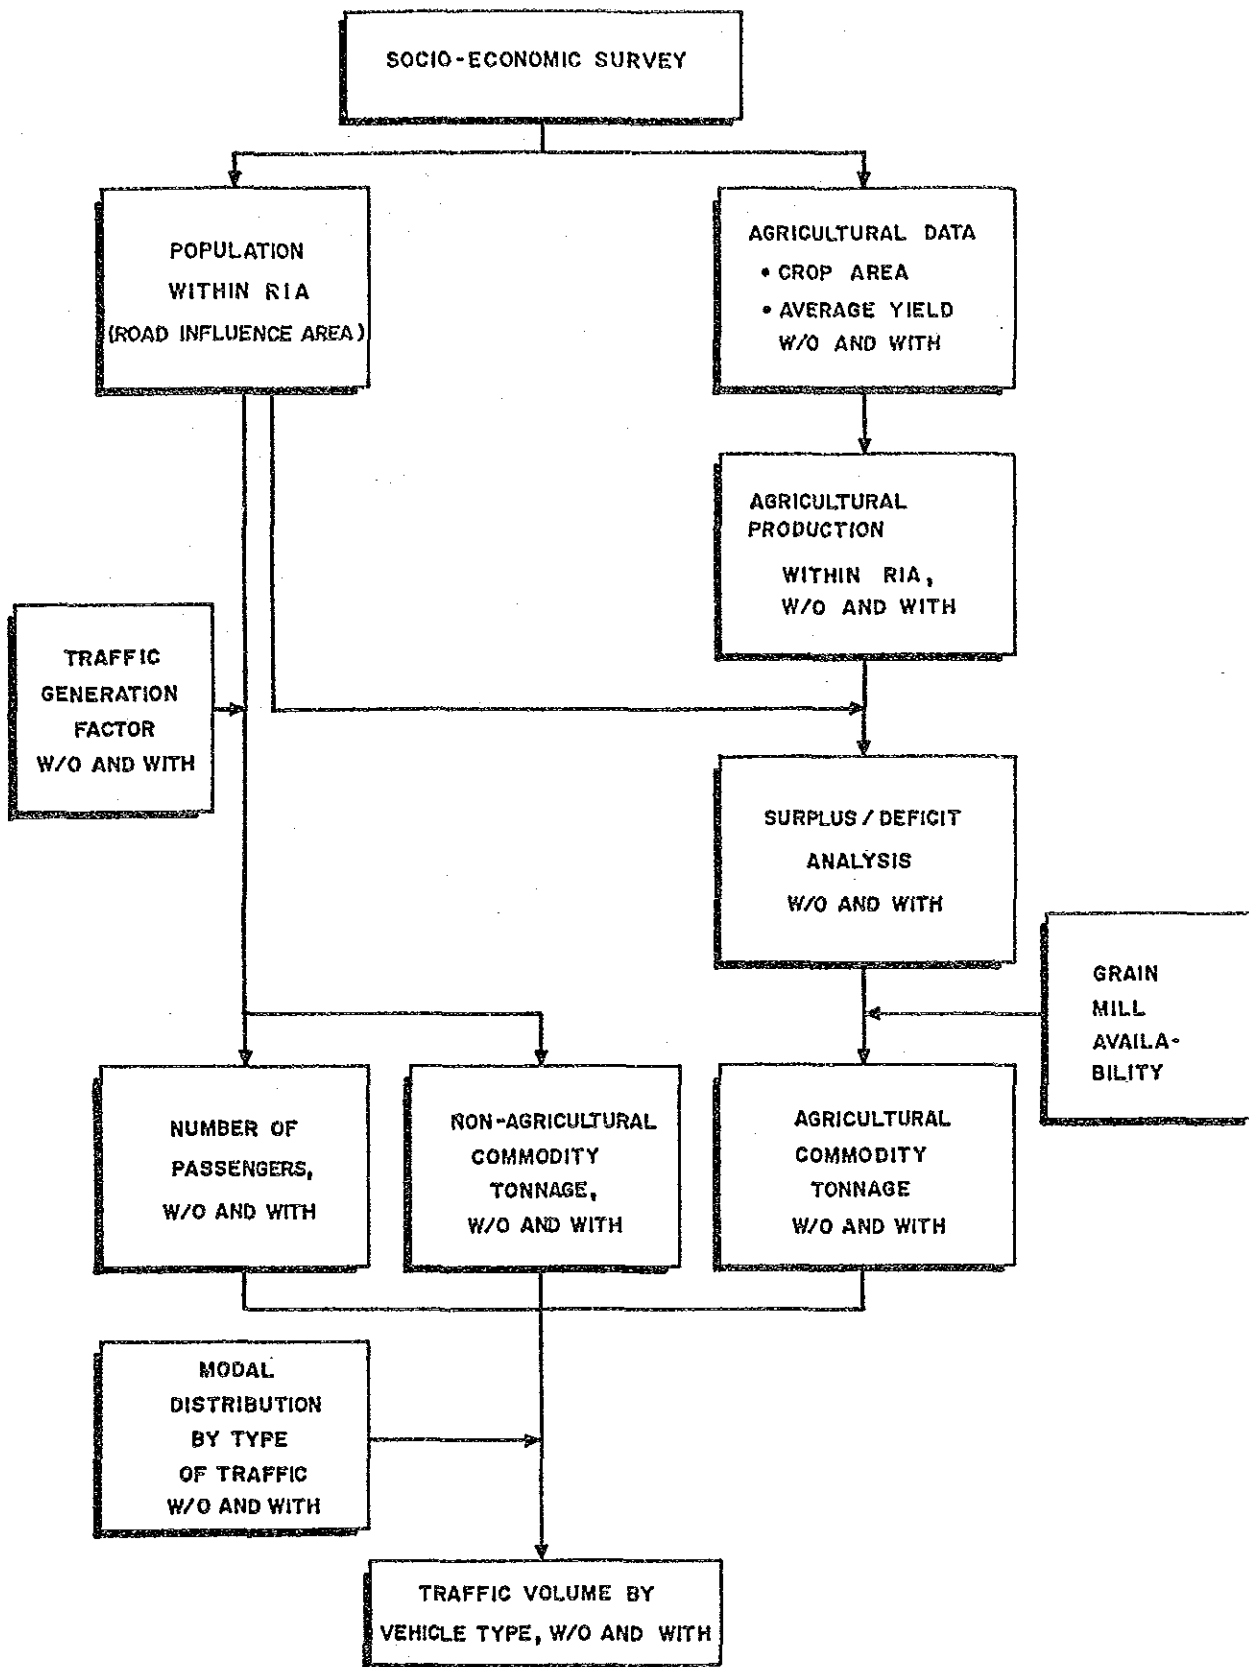 SOCIO-ECONOMIC SURVEY
POPULATION
WITHIN RIA
(ROAD INFLUENCE AREA)
AGRICULTURAL DATA
• CROP AREA
• AVERAGE YIELD
W/O AND WITH
AGRICULTURAL
PRODUCTION
WITHIN RIA,
W/O AND WITH
TRAFFIC
GENERATION
FACTOR
W/O AND WITH
SURPLUS/DEFICIT
ANALYSIS
W/O AND WITH
GRAIN
MILL
AVAILA-
BILITY
NUMBER OF
PASSENGERS,
W/O AND WITH
NON-AGRICULTURAL
COMMODITY
TONNAGE,
W/O AND WITH
AGRICULTURAL
COMMODITY
TONNAGE
W/O AND WITH
MODAL
DISTRIBUTION
BY TYPE
OF TRAFFIC
W/O AND WITH
TRAFFIC VOLUME BY
VEHICLE TYPE, W/O AND WITH